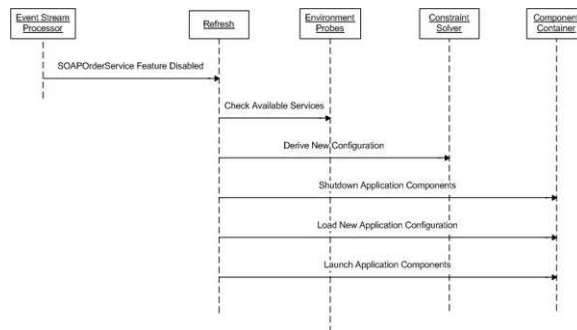 Event Stream
Processor
Refresh
Environment
Probes
Constraint
Solver
Component
Container
SOAPOrderService Feature Disabled
Check Available Services
Derive New Configuration
Shutdown Application Components
Load New Application Configuration
Launch Application Components